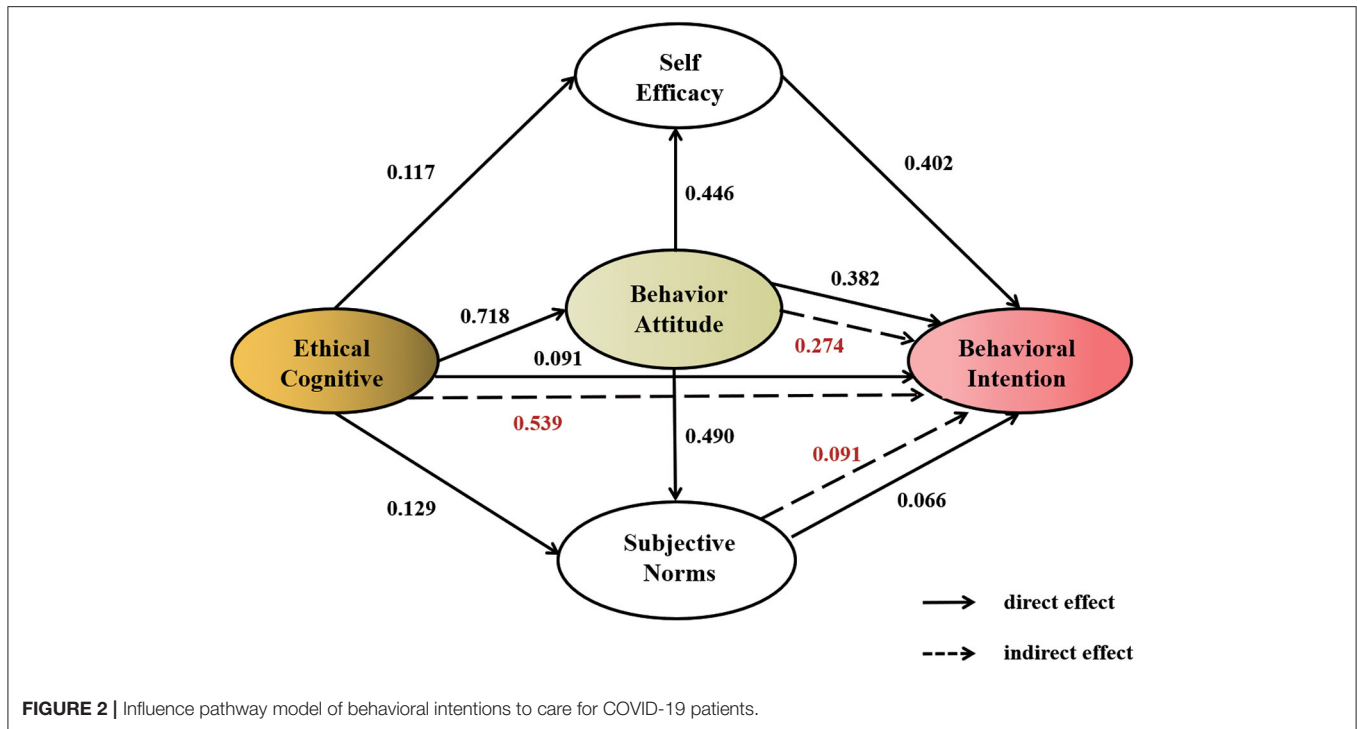 Self
Efficacy
0.117
0.402
0.446
Behavior
Attitude
0.382
0.718
0.274
Ethical
Cognitive
0.091
Behavioral
Intention
0.539
0.490
0.091
0.129
0.066
Subjective
Norms
direct effect
indirect effect
FIGURE 2 | Influence pathway model of behavioral intentions to care for COVID-19 patients.